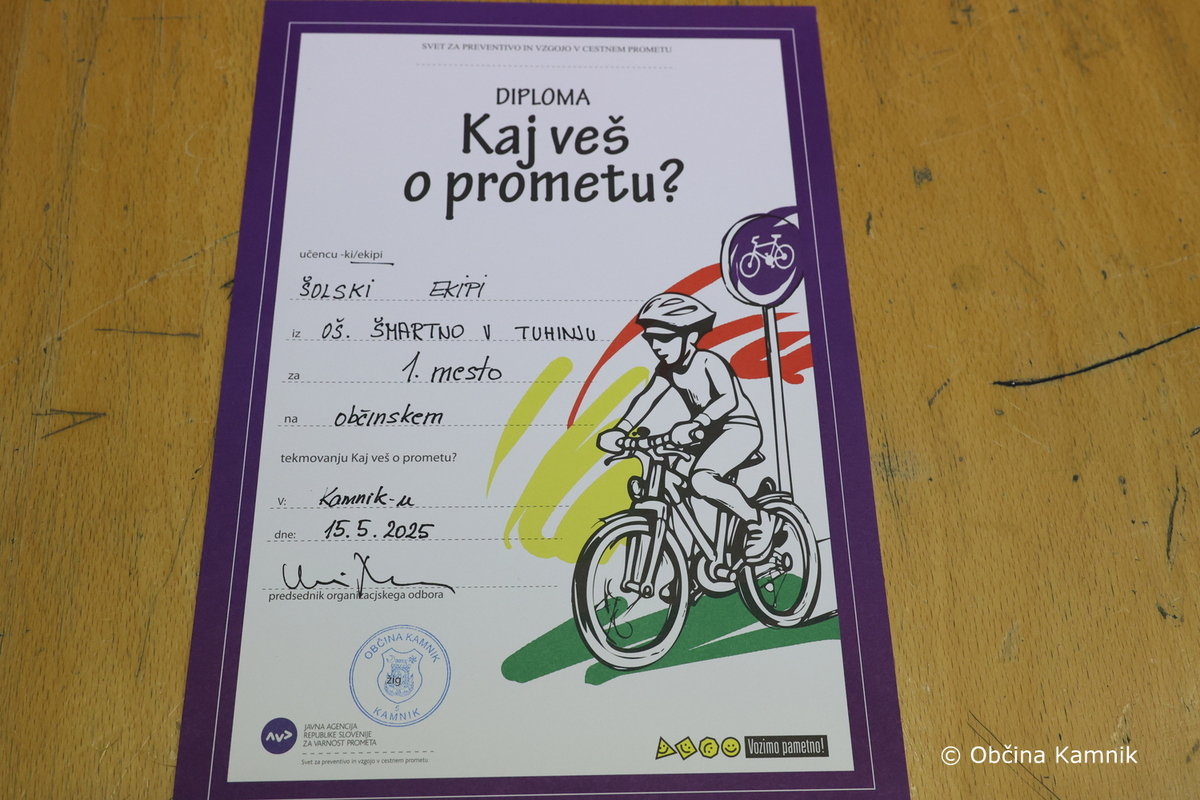 SVET ZA PREVENTIVO IN VZGOJO V CESTNEM PROMETU
DIPLOMA
Kaj veš
o prometu?
učencu -ki/ekipi
ŠOLSKI EKIPI
iz OŠ. ŠMARTNO V TUHINJU
za 1. mesto
na občinskem
tekmovanju Kaj veš o prometu?
v: Kamnik-u
dne: 15.5.2025
predsednik organizacjskega odbora
OBČINA KAMNIK
žig
5
KAMNIK
JAVNA AGENCIJA
REPUBLIKE SLOVENIJE
ZA VARNOST PROMETA
Svet za preventivo in vzgojo v cestnem prometu
Vozimo pametno!
© Občina Kamnik